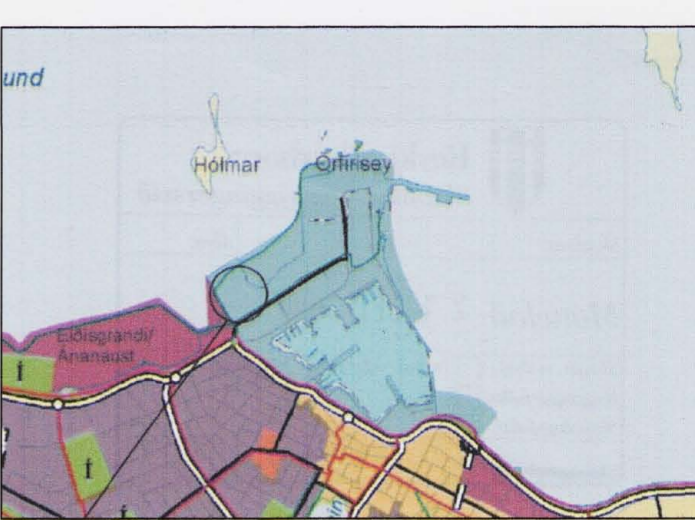 und
Hólmar
Örfirisey
Eiðisgrandi/
Ánanaust
Í
Í
Í